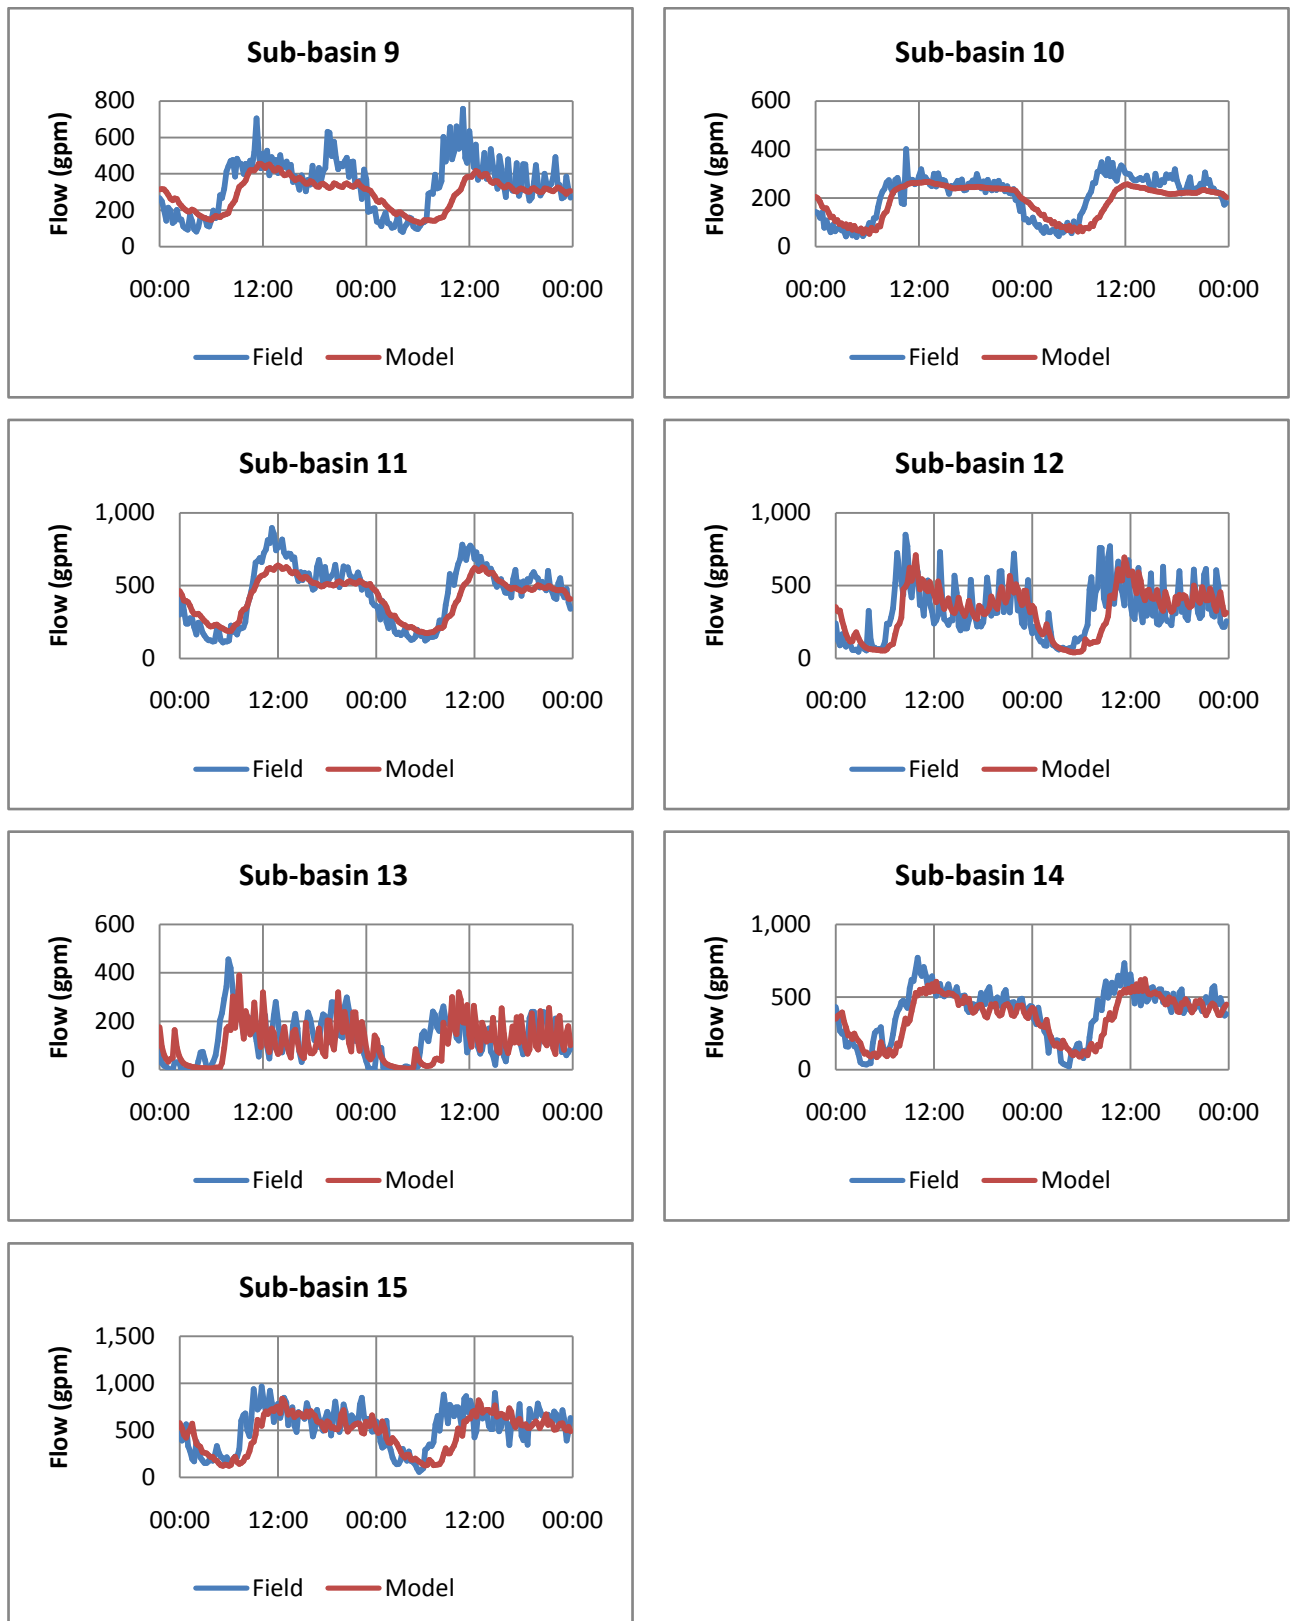 Sub-basin 9
Flow (gpm)
800
600
400
200
0
00:00 12:00 00:00 12:00 00:00
Field Model
Sub-basin 10
Flow (gpm)
600
400
200
0
00:00 12:00 00:00 12:00 00:00
Field Model
Sub-basin 11
Flow (gpm)
1,000
500
0
00:00 12:00 00:00 12:00 00:00
Field Model
Sub-basin 12
Flow (gpm)
1,000
500
0
00:00 12:00 00:00 12:00 00:00
Field Model
Sub-basin 13
Flow (gpm)
600
400
200
0
00:00 12:00 00:00 12:00 00:00
Field Model
Sub-basin 14
Flow (gpm)
1,000
500
0
00:00 12:00 00:00 12:00 00:00
Field Model
Sub-basin 15
Flow (gpm)
1,500
1,000
500
0
00:00 12:00 00:00 12:00 00:00
Field Model